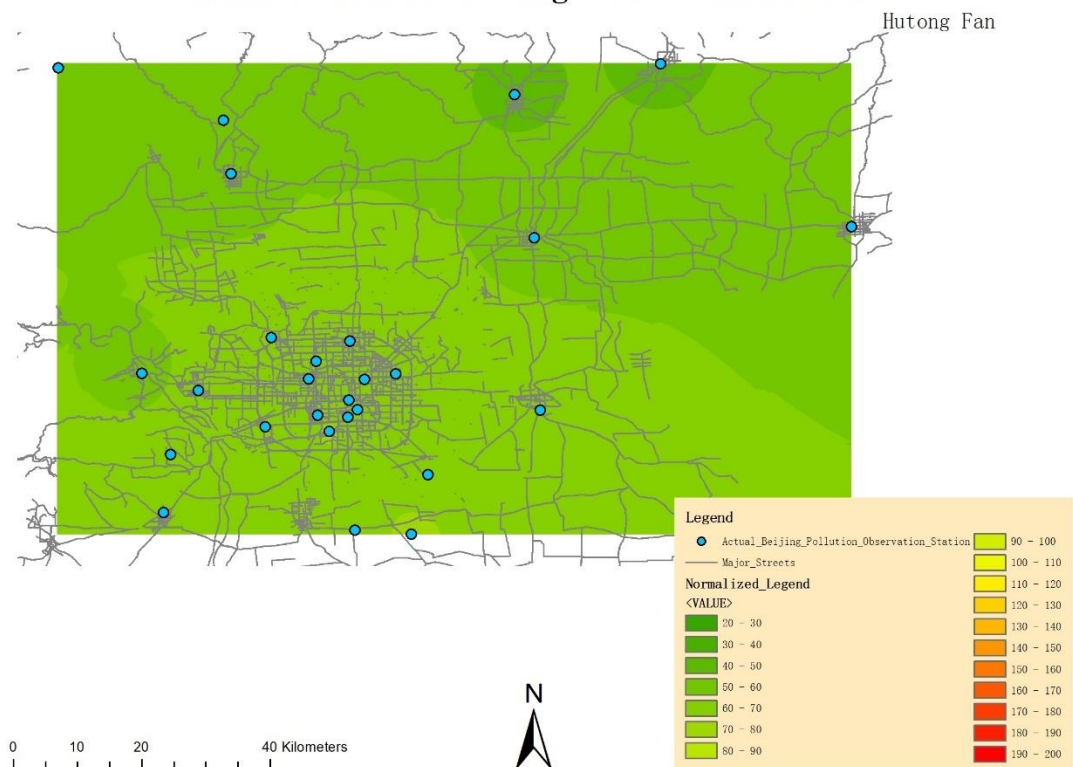 Hutong Fan
Legend
Actual_Beijing_Pollution_Observation_Station
Major_Streets
Normalized_Legend
<VALUE>
20 - 30
30 - 40
40 - 50
50 - 60
60 - 70
70 - 80
80 - 90
90 - 100
100 - 110
110 - 120
120 - 130
130 - 140
140 - 150
150 - 160
160 - 170
170 - 180
180 - 190
190 - 200
N
0 10 20 40 Kilometers